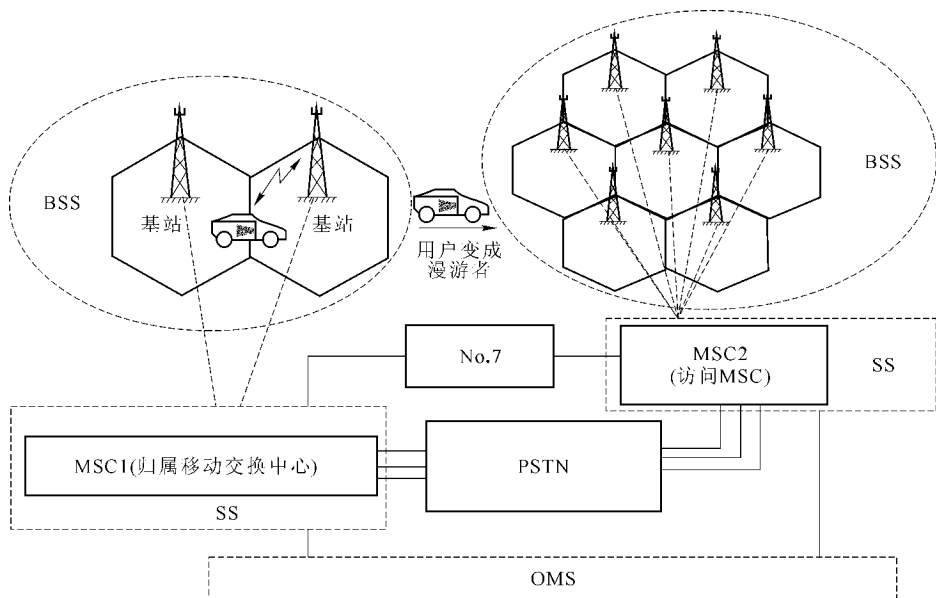 BSS
基站
基站
用户变成
漫游者
BSS
No.7
MSC2
(访问MSC)
SS
MSC1(归属移动交换中心)
PSTN
SS
OMS